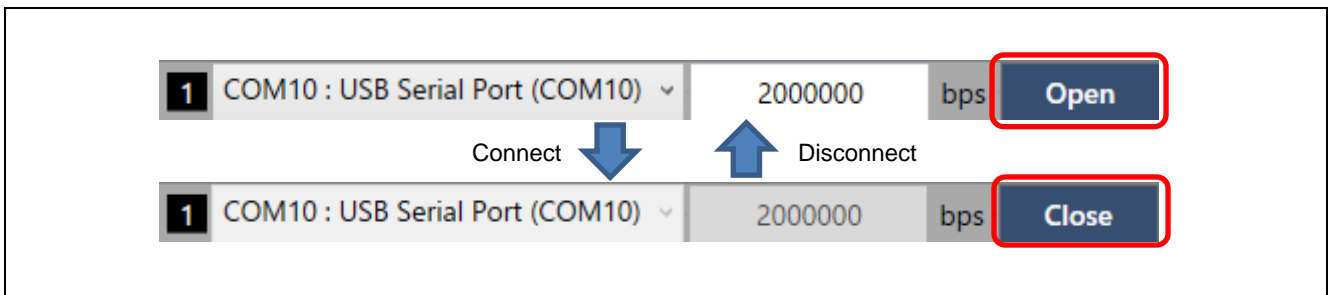 1 COM10 : USB Serial Port (COM10) 2000000 bps Open
Connect Disconnect
1 COM10 : USB Serial Port (COM10) 2000000 bps Close